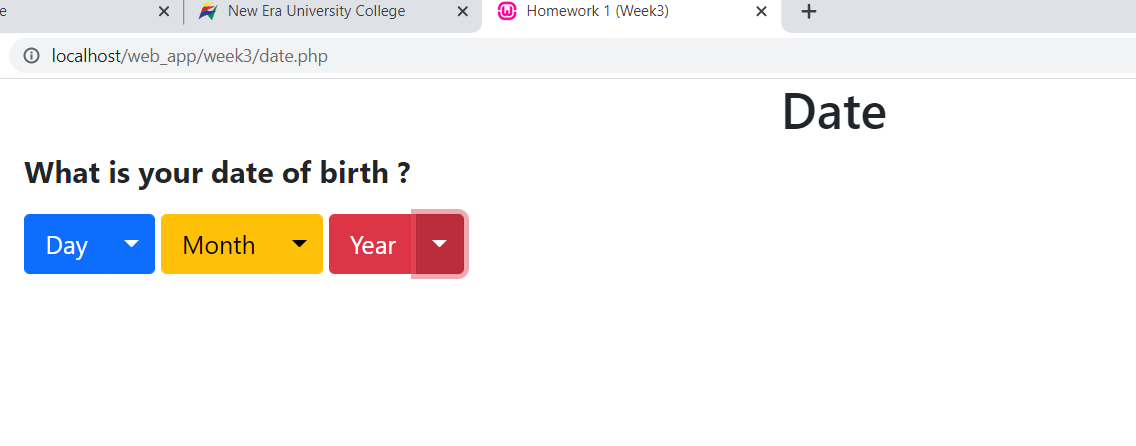 e
New Era University College
Homework 1 (Week3)
localhost/web_app/week3/date.php
Date
What is your date of birth ?
Day
Month
Year